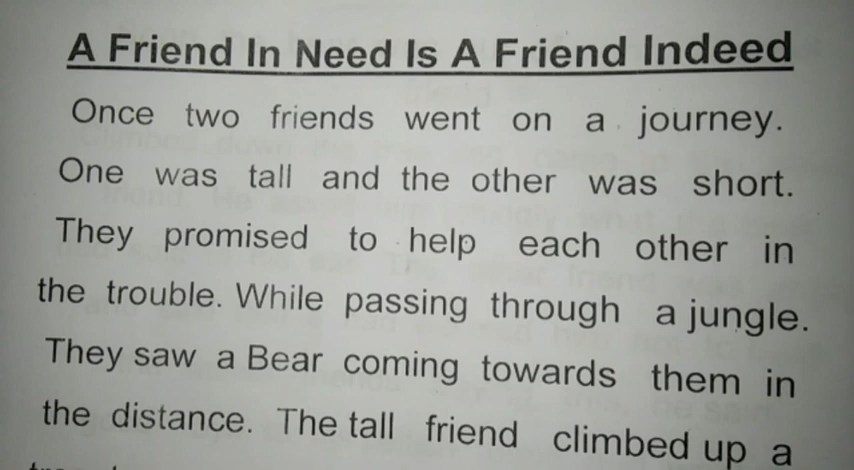 A Friend In Need Is A Friend Indeed
Once two friends went on a journey.
One was tall and the other was short.
They promised to help each other in
the trouble. While passing through a jungle.
They saw a Bear coming towards them in
the distance. The tall friend climbed up a